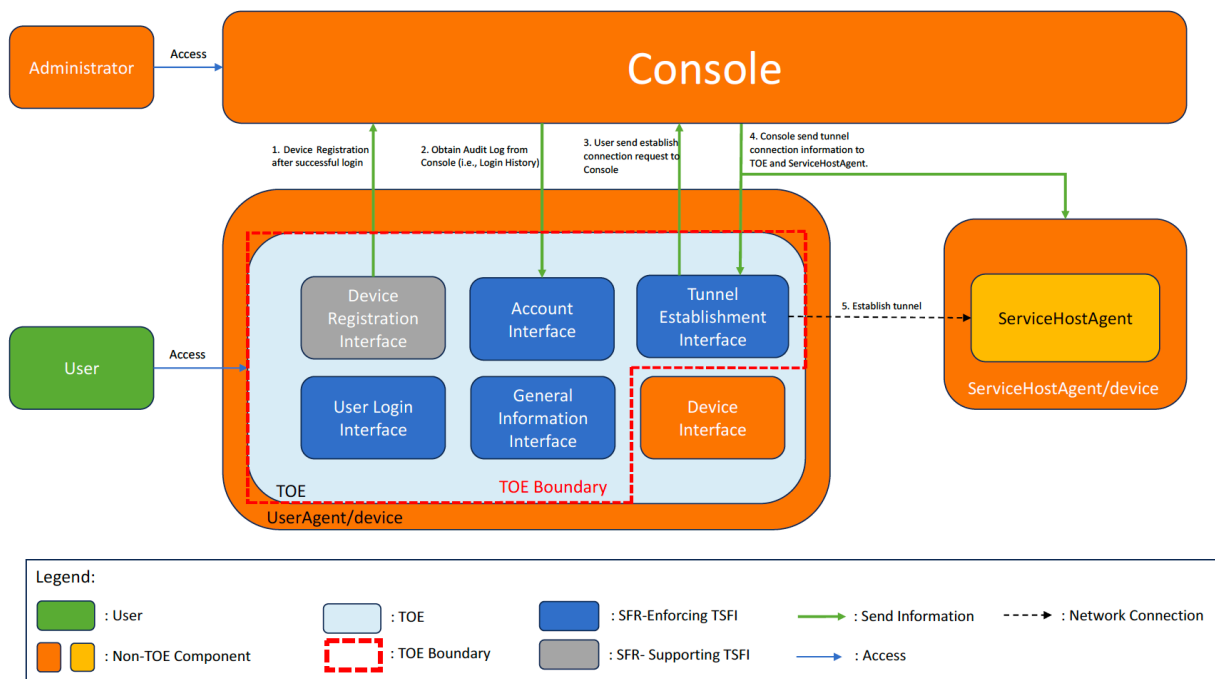 Administrator
Access
Console
1. Device Registration
after successful login
2. Obtain Audit Log from
Console (i.e., Login History)
3. User send establish
connection request to
Console
4. Console send tunnel
connection information to
TOE and ServiceHostAgent.
Device
Registration
Interface
Account
Interface
Tunnel
Establishment
Interface
5. Establish tunnel
ServiceHostAgent
ServiceHostAgent/device
User
Access
User Login
Interface
General
Information
Interface
Device
Interface
TOE
TOE Boundary
UserAgent/device
Legend:
: User
: TOE
: SFR-Enforcing TSFI
: Send Information
: Network Connection
: Non-TOE Component
: TOE Boundary
: SFR- Supporting TSFI
: Access